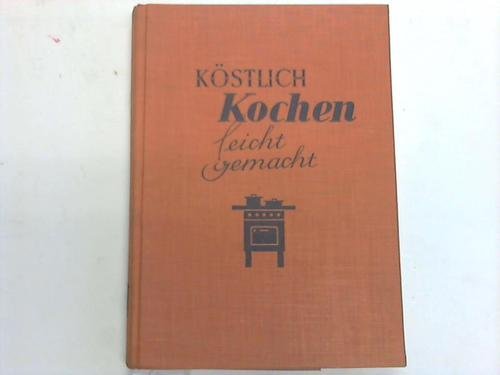 KÖSTLICH
Kochen
leicht
gemacht